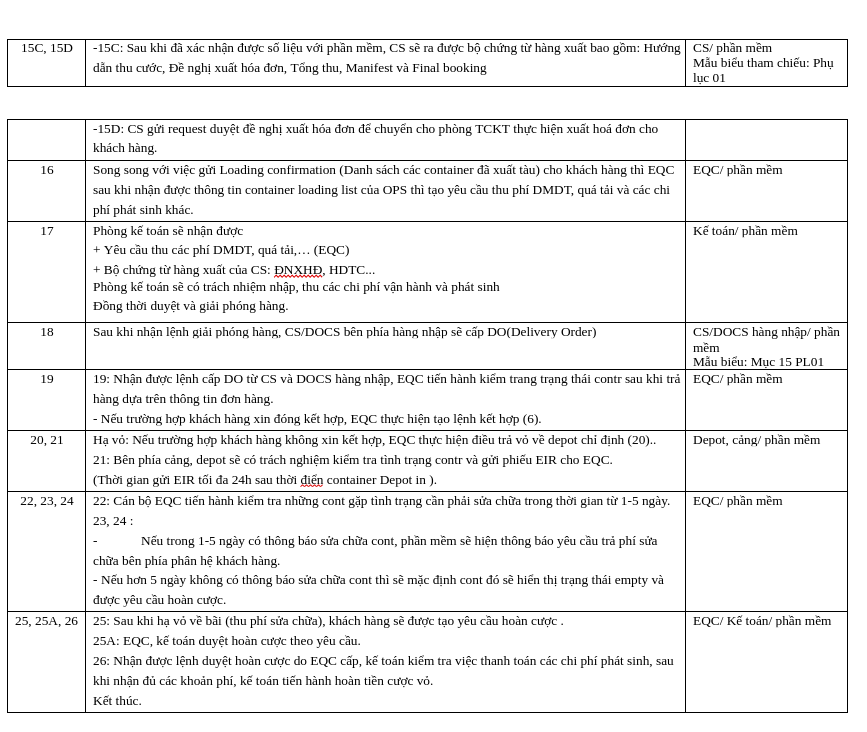 15C, 15D
-15C: Sau khi đã xác nhận được số liệu với phần mềm, CS sẽ ra được bộ chứng từ hàng xuất bao gồm: Hướng
dẫn thu cước, Đề nghị xuất hóa đơn, Tổng thu, Manifest và Final booking
CS/ phần mềm
Mẫu biểu tham chiếu: Phụ
lục 01
-15D: CS gửi request duyệt đề nghị xuất hóa đơn để chuyển cho phòng TCKT thực hiện xuất hoá đơn cho
khách hàng.
16
Song song với việc gửi Loading confirmation (Danh sách các container đã xuất tàu) cho khách hàng thì EQC
sau khi nhận được thông tin container loading list của OPS thì tạo yêu cầu thu phí DMDT, quá tải và các chi
phí phát sinh khác.
EQC/ phần mềm
17
Phòng kế toán sẽ nhận được
+ Yêu cầu thu các phí DMDT, quá tải,… (EQC)
+ Bộ chứng từ hàng xuất của CS: ĐNXHĐ, HDTC...
Phòng kế toán sẽ có trách nhiệm nhập, thu các chi phí vận hành và phát sinh
Đồng thời duyệt và giải phóng hàng.
Kế toán/ phần mềm
18
Sau khi nhận lệnh giải phóng hàng, CS/DOCS bên phía hàng nhập sẽ cấp DO(Delivery Order)
CS/DOCS hàng nhập/ phần
mềm
Mẫu biểu: Mục 15 PL01
19
19: Nhận được lệnh cấp DO từ CS và DOCS hàng nhập, EQC tiến hành kiểm trang trạng thái contr sau khi trả
hàng dựa trên thông tin đơn hàng.
- Nếu trường hợp khách hàng xin đóng kết hợp, EQC thực hiện tạo lệnh kết hợp (6).
EQC/ phần mềm
20, 21
Hạ vỏ: Nếu trường hợp khách hàng không xin kết hợp, EQC thực hiện điều trả vỏ về depot chỉ định (20)..
21: Bên phía cảng, depot sẽ có trách nghiệm kiểm tra tình trạng contr và gửi phiếu EIR cho EQC.
(Thời gian gửi EIR tối đa 24h sau thời điển container Depot in ).
Depot, cảng/ phần mềm
22, 23, 24
22: Cán bộ EQC tiến hành kiểm tra những cont gặp tình trạng cần phải sửa chữa trong thời gian từ 1-5 ngày.
23, 24 :
- Nếu trong 1-5 ngày có thông báo sửa chữa cont, phần mềm sẽ hiện thông báo yêu cầu trả phí sửa
chữa bên phía phân hệ khách hàng.
- Nếu hơn 5 ngày không có thông báo sửa chữa cont thì sẽ mặc định cont đó sẽ hiển thị trạng thái empty và
được yêu cầu hoàn cược.
EQC/ phần mềm
25, 25A, 26
25: Sau khi hạ vỏ về bãi (thu phí sửa chữa), khách hàng sẽ được tạo yêu cầu hoàn cược .
25A: EQC, kế toán duyệt hoàn cược theo yêu cầu.
26: Nhận được lệnh duyệt hoàn cược do EQC cấp, kế toán kiểm tra việc thanh toán các chi phí phát sinh, sau
khi nhận đủ các khoản phí, kế toán tiến hành hoàn tiền cược vỏ.
Kết thúc.
EQC/ Kế toán/ phần mềm